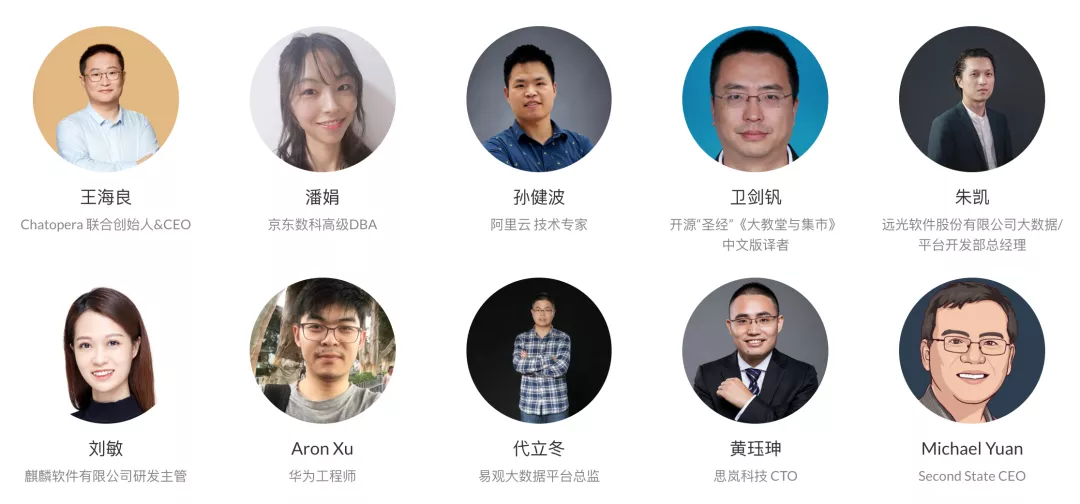 王海良 潘娟 孙健波 卫剑钒 朱凯
Chatopera 联合创始人&CEO 京东数科高级DBA 阿里云 技术专家 开源“圣经”《大教堂与集市》 远光软件股份有限公司大数据/
中文版译者 平台开发部总经理
刘敏 Aron Xu 代立冬 黄珏珅 Michael Yuan
麒麟软件有限公司研发主管 华为工程师 易观大数据平台总监 思岚科技 CTO Second State CEO